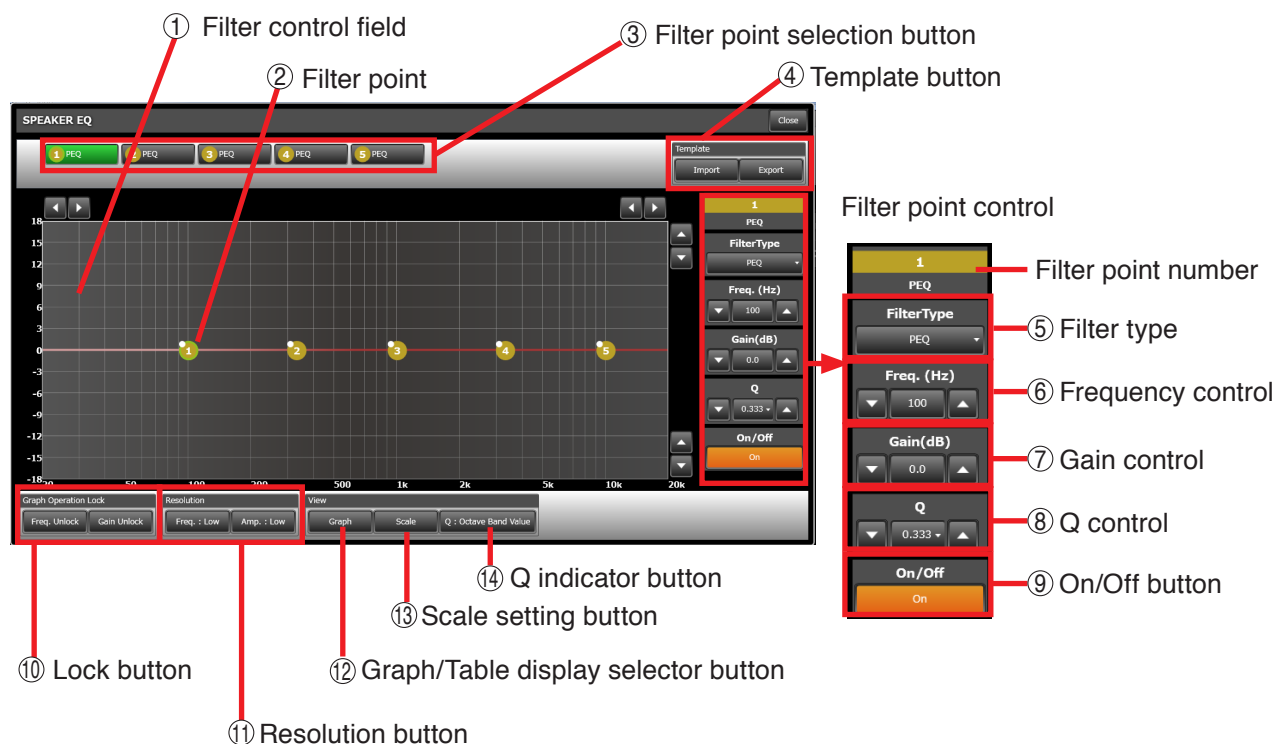 ① Filter control field
③ Filter point selection button
② Filter point
④ Template button
SPEAKER EQ
Close
1 PEQ
2 PEQ
3 PEQ
4 PEQ
5 PEQ
Template
Import Export
18
15
12
9
6
3
0
-3
-6
-9
-12
-15
-18
1 2 3 4 5
20 50 100 200 500 1k 2k 5k 10k 20k
1
PEQ
FilterType
PEQ
Freq. (Hz)
100
Gain(dB)
0.0
Q
0.333
On/Off
On
Graph Operation Lock
Freq. Unlock Gain Unlock
Resolution
Freq. : Low Amp. : Low
View
Graph Scale Q : Octave Band Value
Filter point control
1
PEQ
Filter point number
FilterType
PEQ
⑤ Filter type
Freq. (Hz)
100
⑥ Frequency control
Gain(dB)
0.0
⑦ Gain control
Q
0.333
⑧ Q control
On/Off
On
⑨ On/Off button
⑭ Q indicator button
⑬ Scale setting button
⑩ Lock button
⑫ Graph/Table display selector button
⑪ Resolution button